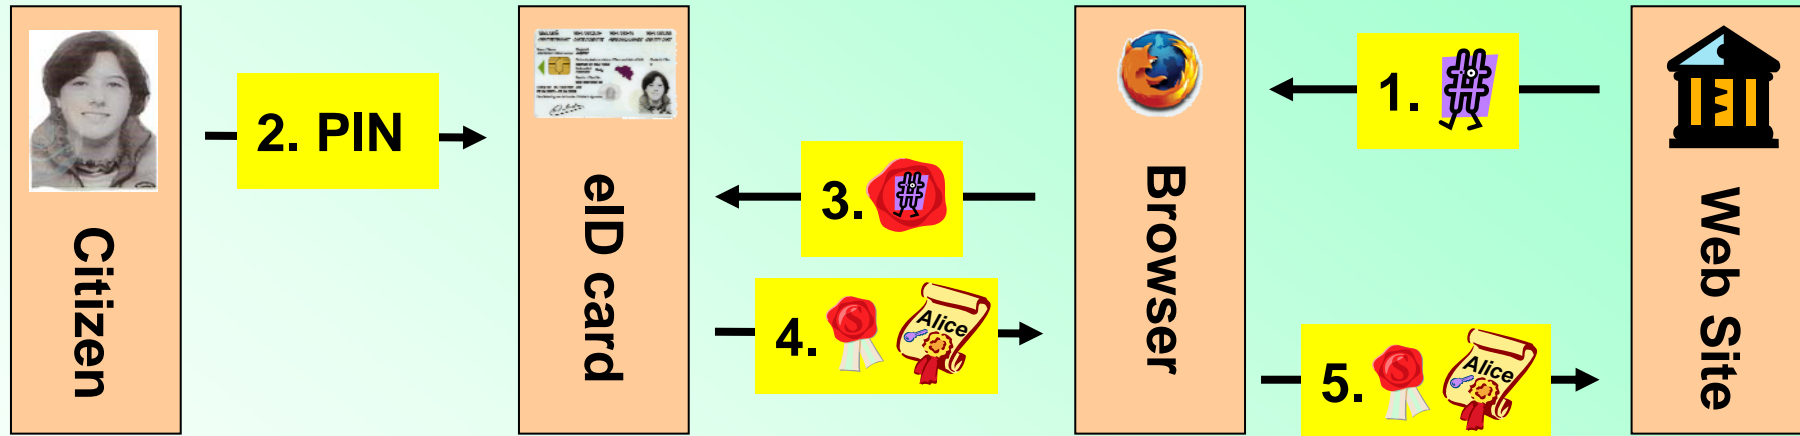 Citizen
2. PIN
eID card
3. #
4. S Alice
Browser
1. #
5. S Alice
Web Site